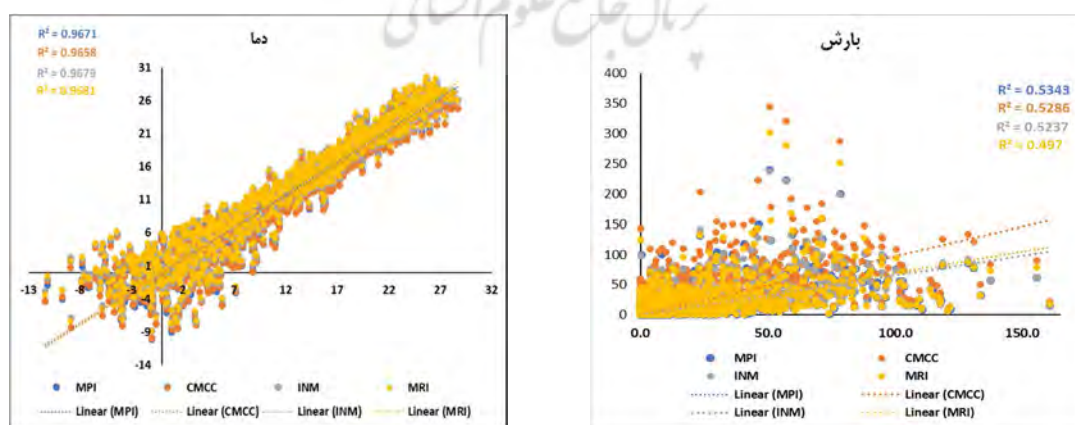 پرتال جامع علوم انسانی
دما
R² = 0.9671
R² = 0.9658
R² = 0.9679
R² = 0.9681
31
26
21
16
11
6
1
-4
-9
-14
-13
-8
-3
2
7
12
17
22
27
32
MPI
CMCC
INM
MRI
Linear (MPI)
Linear (CMCC)
Linear (INM)
Linear (MRI)
بارش
R² = 0.5343
R² = 0.5286
R² = 0.5237
R² = 0.497
400
350
300
250
200
150
100
50
0
0.0
50.0
100.0
150.0
MPI
CMCC
INM
MRI
Linear (MPI)
Linear (CMCC)
Linear (INM)
Linear (MRI)